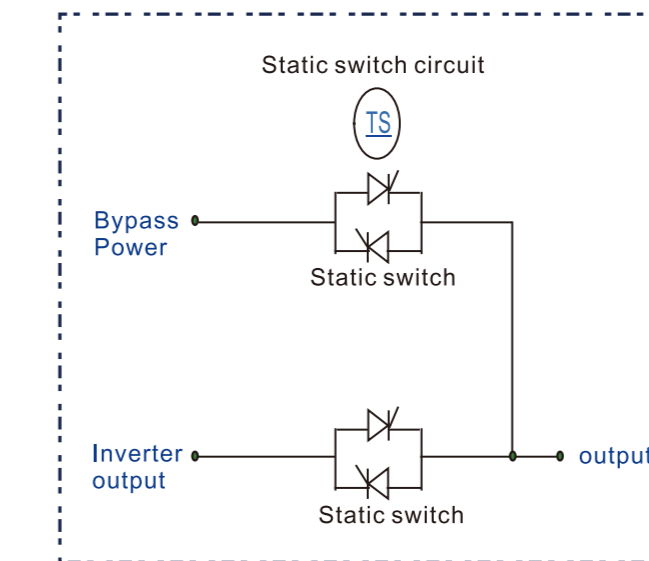 Static switch circuit
TS
Bypass
Power
Static switch
Inverter
output
output
Static switch